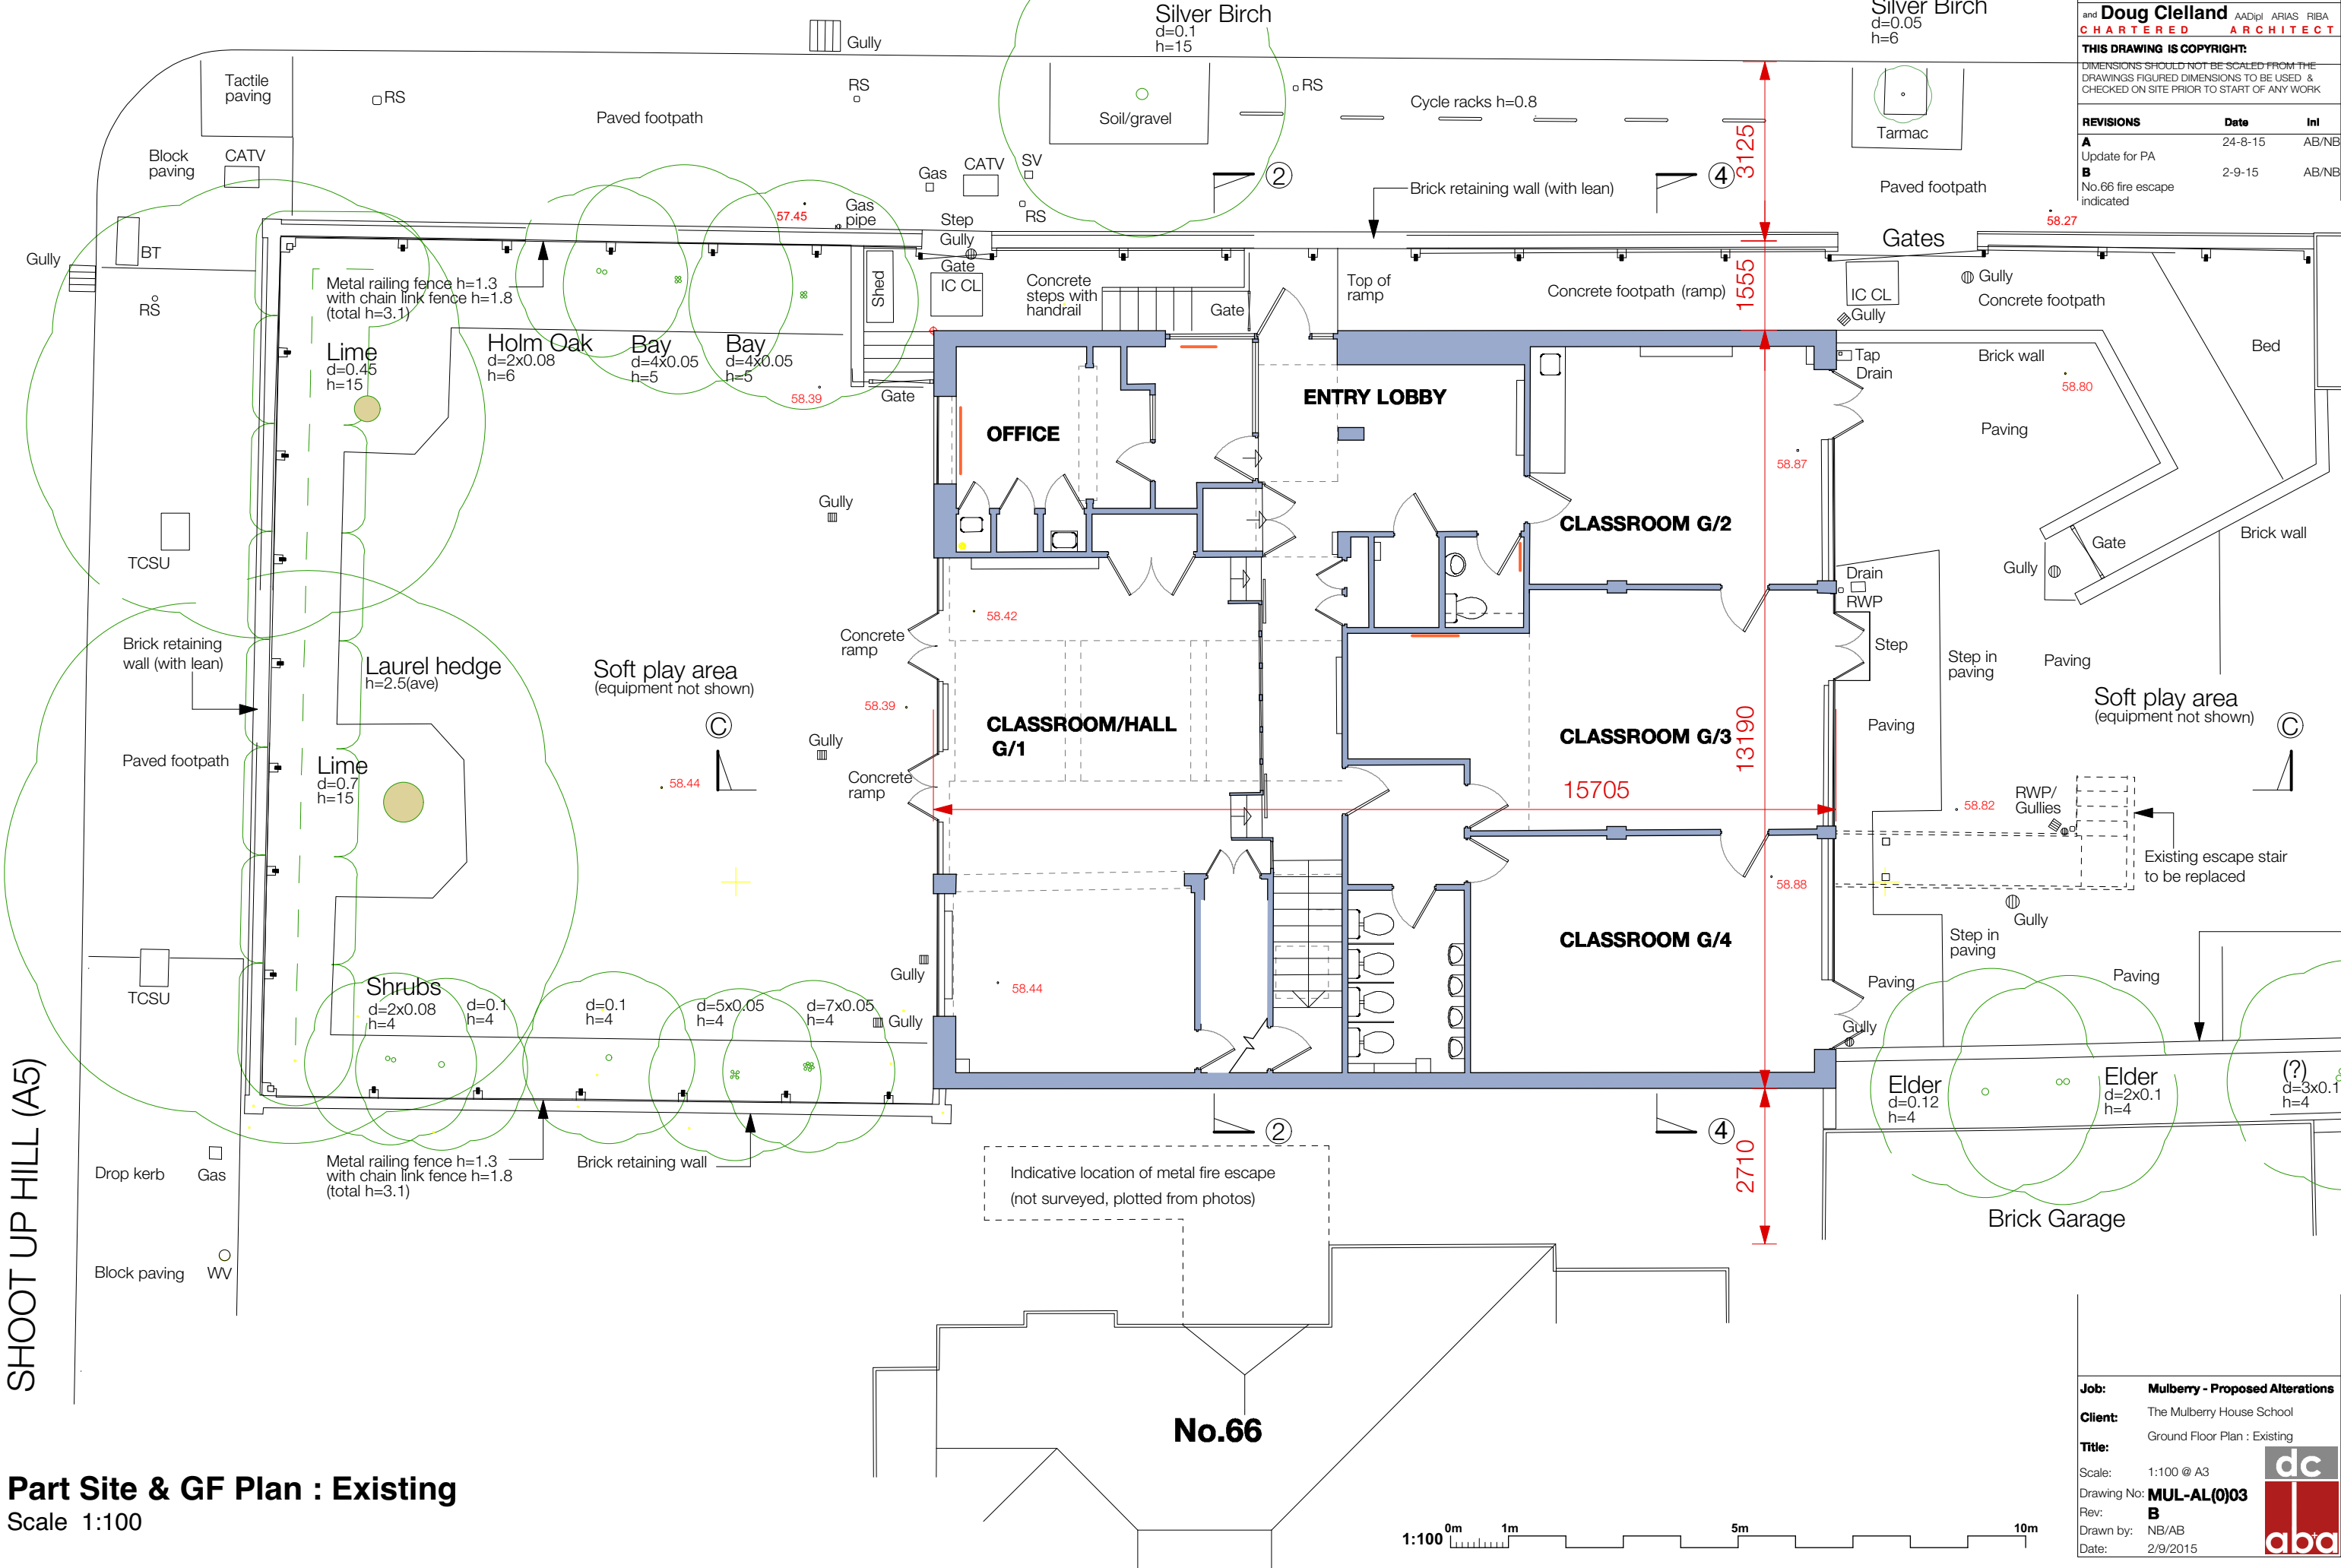 Silver Birch
d=0.1
h=15
Silver Birch
d=0.05
h=6
and Doug Clelland AADipl ARIAS RIBA
CHARTERED ARCHITECT
THIS DRAWING IS COPYRIGHT:
DIMENSIONS SHOULD NOT BE SCALED FROM THE
DRAWINGS FIGURED DIMENSIONS TO BE USED &
CHECKED ON SITE PRIOR TO START OF ANY WORK
REVISIONS Date Inl
A 24-8-15 AB/NB
Update for PA
B 2-9-15 AB/NB
No.66 fire escape
indicated
Gully
Tactile
paving
RS
RS
RS
Paved footpath
Soil/gravel
Cycle racks h=0.8
Tarmac
3125
Block
paving
CATV
Gas
CATV
SV
2
4
Brick retaining wall (with lean)
Paved footpath
57.45
Gas
pipe
Step
RS
58.27
Gully
BT
Gully
Gates
Gate
IC CL
Shed
Metal railing fence h=1.3
with chain link fence h=1.8
(total h=3.1)
RS
Concrete
steps with
handrail
Gate
Top of
ramp
Concrete footpath (ramp)
1555
IC CL
Gully
Gully
Concrete footpath
Lime
d=0.45
h=15
Holm Oak
d=2x0.08
h=6
Bay
d=4x0.05
h=5
Bay
d=4x0.05
h=5
58.39
Gate
Tap
Drain
Brick wall
Bed
58.80
Paving
ENTRY LOBBY
OFFICE
58.87
Gully
CLASSROOM G/2
TCSU
Gate
Brick wall
Gully
Drain
RWP
58.42
Concrete
ramp
Brick retaining
wall (with lean)
Laurel hedge
h=2.5(ave)
Soft play area
(equipment not shown)
Step
Step in
paving
Paving
58.39
C
CLASSROOM/HALL
G/1
CLASSROOM G/3
13190
Paving
Soft play area
(equipment not shown)
C
Gully
Paved footpath
Lime
d=0.7
h=15
58.44
Concrete
ramp
15705
58.82
RWP/
Gullies
Existing escape stair
to be replaced
58.88
Gully
CLASSROOM G/4
Step in
paving
Gully
58.44
Paving
Paving
TCSU
Shrubs
d=2x0.08
h=4
d=0.1
h=4
d=0.1
h=4
d=5x0.05
h=4
d=7x0.05
h=4
Gully
Gully
Elder
d=0.12
h=4
Elder
d=2x0.1
h=4
(?)
d=3x0.1
h=4
2
4
2710
Drop kerb
Gas
Metal railing fence h=1.3
with chain link fence h=1.8
(total h=3.1)
Brick retaining wall
Indicative location of metal fire escape
(not surveyed, plotted from photos)
Brick Garage
Block paving
WV
SHOOT UP HILL (A5)
No.66
Part Site & GF Plan : Existing
Scale 1:100
1:100 0m 1m 5m 10m
Job: Mulberry - Proposed Alterations
Client: The Mulberry House School
Title: Ground Floor Plan : Existing
Scale: 1:100 @ A3
Drawing No: MUL-AL(0)03
Rev: B
Drawn by: NB/AB
Date: 2/9/2015
dc
aba